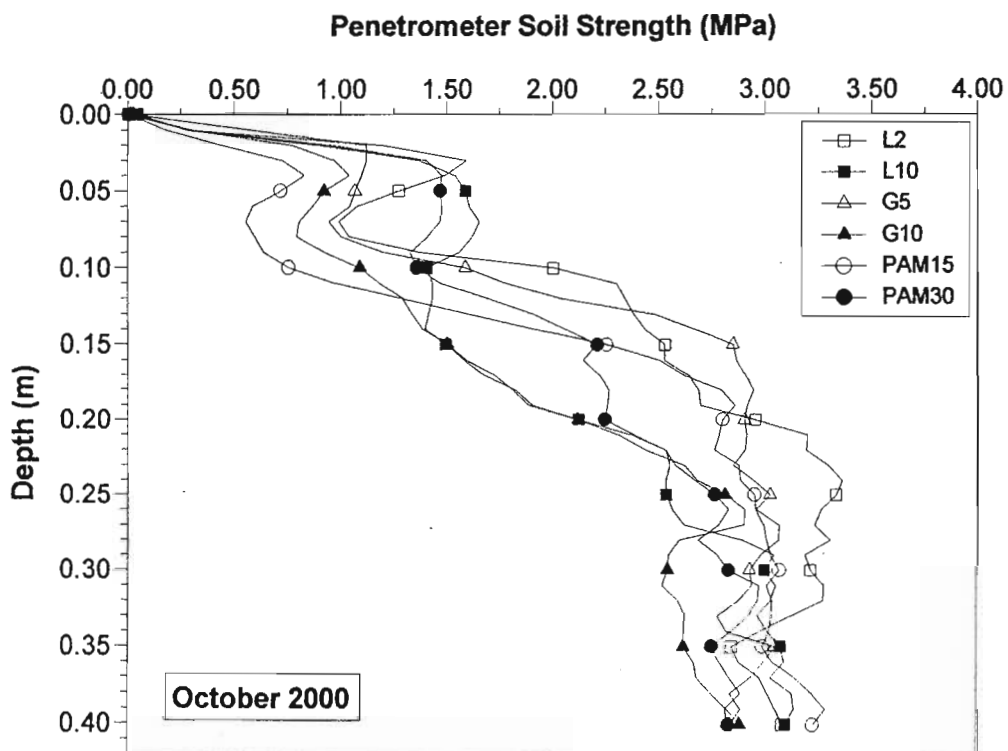 Penetrometer Soil Strength (MPa)
0.00 0.50 1.00 1.50 2.00 2.50 3.00 3.50 4.00
Depth (m)
0.00
0.05
0.10
0.15
0.20
0.25
0.30
0.35
0.40
L2
L10
G5
G10
PAM15
PAM30
October 2000